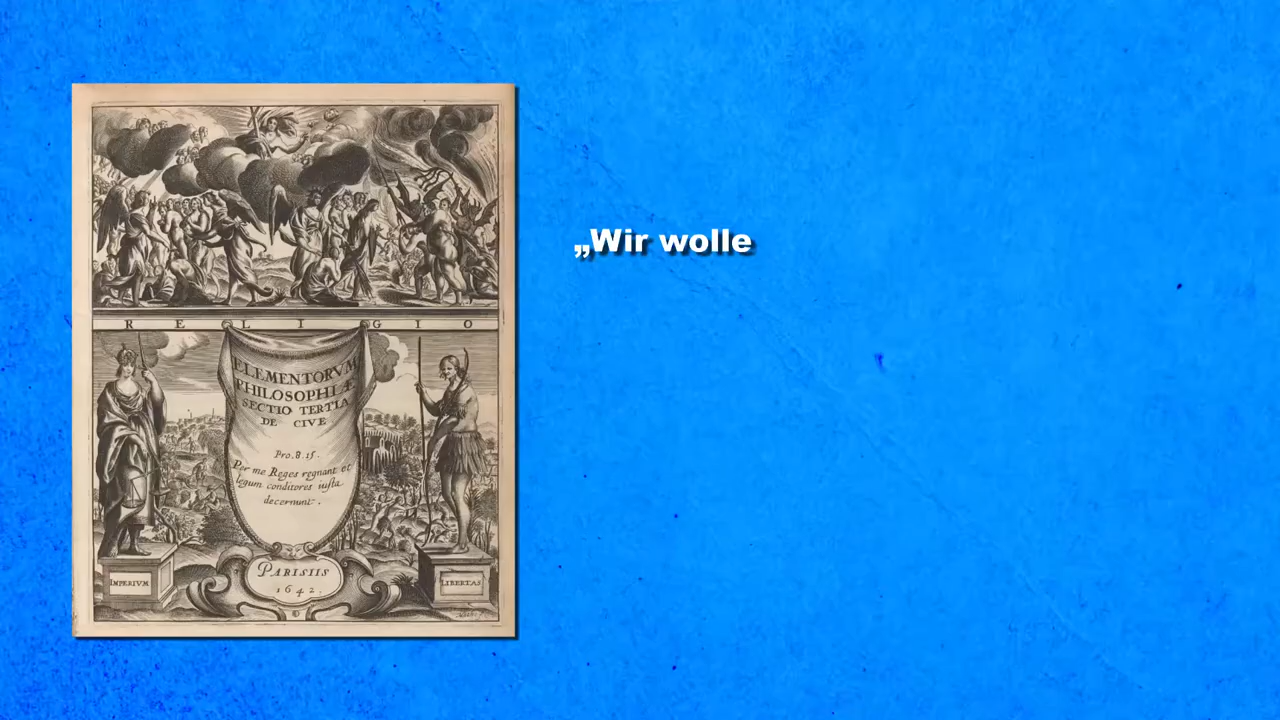 RELIGIO
ELEMENTORVM
PHILOSOPHIÆ
SECTIO TERTIA
DE CIVE
Pro. 8. 15.
Per me Reges regnant et
legum conditores iusta
decernunt.
IMPERIVM
PARISIIS
1642.
LIBERTAS
„Wir wolle